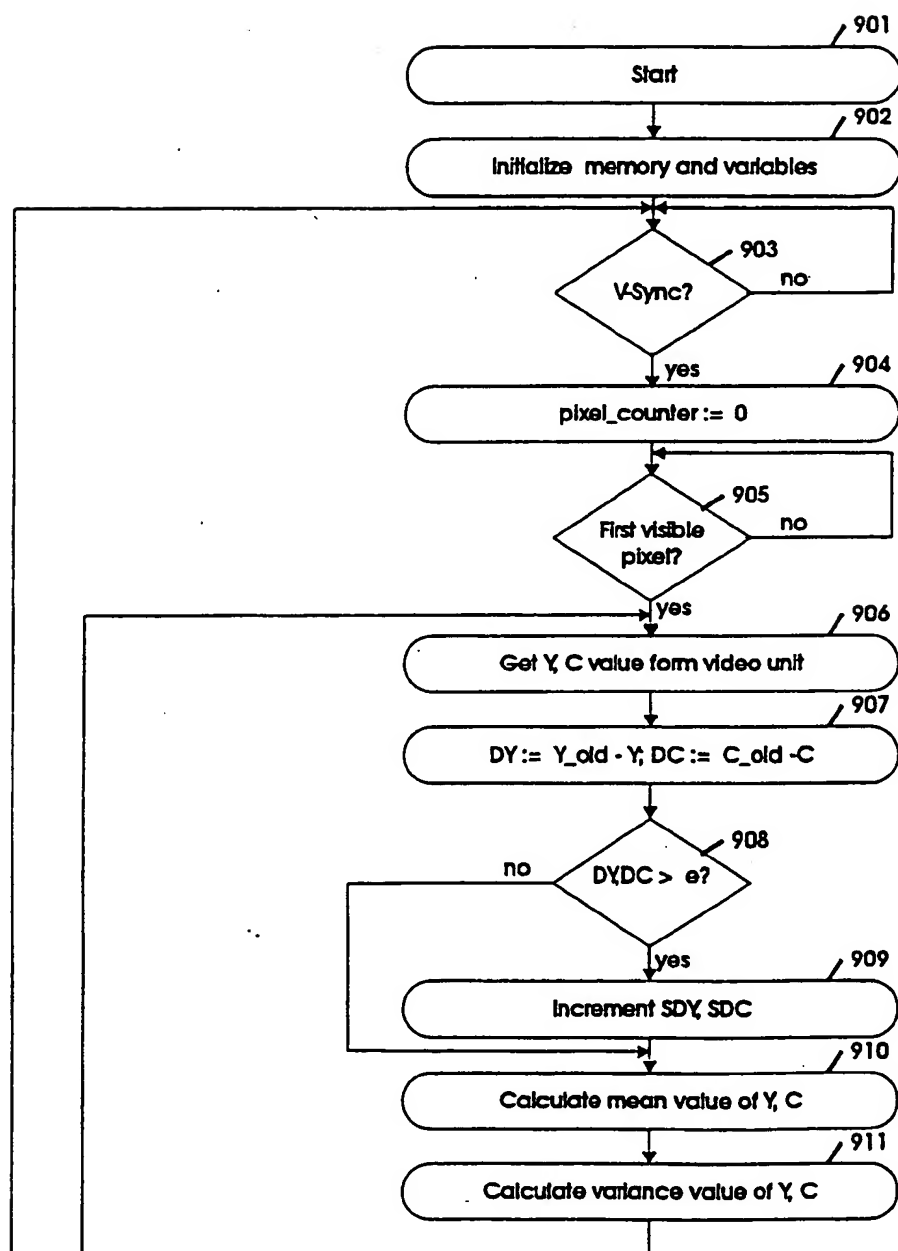 901
Start
902
Initialize memory and variables
903
V-Sync?
no
yes
904
pixel_counter := 0
905
First visible
pixel?
no
yes
906
Get Y, C value form video unit
907
DY := Y_old - Y; DC := C_old -C
908
no
DY,DC > e?
yes
909
Increment SDY, SDC
910
Calculate mean value of Y, C
911
Calculate variance value of Y, C